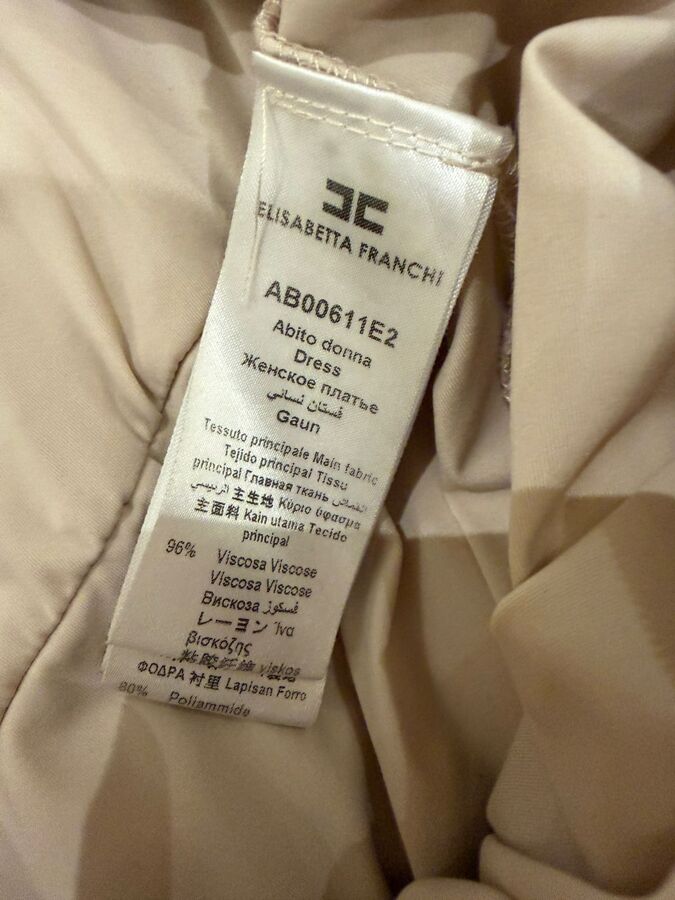 ELISABETTA FRANCHI
AB00611E2
Abito donna
Dress
Женское платье
فستان نسائي
Gaun
Tessuto principale Main fabric
Tejido principal Tissu
principal Главная ткань القماش الرئيسي
主生地 Κύριο ύφασμα
主面料 Kain utama Tecido
principal
96% Viscosa Viscose
Viscosa Viscose
Вискоза فسكوز
レーヨン Ίνα
βισκόζης
viskos
ΦΟΔΡΑ 衬里 Lapisan Forro
80% Poliammide